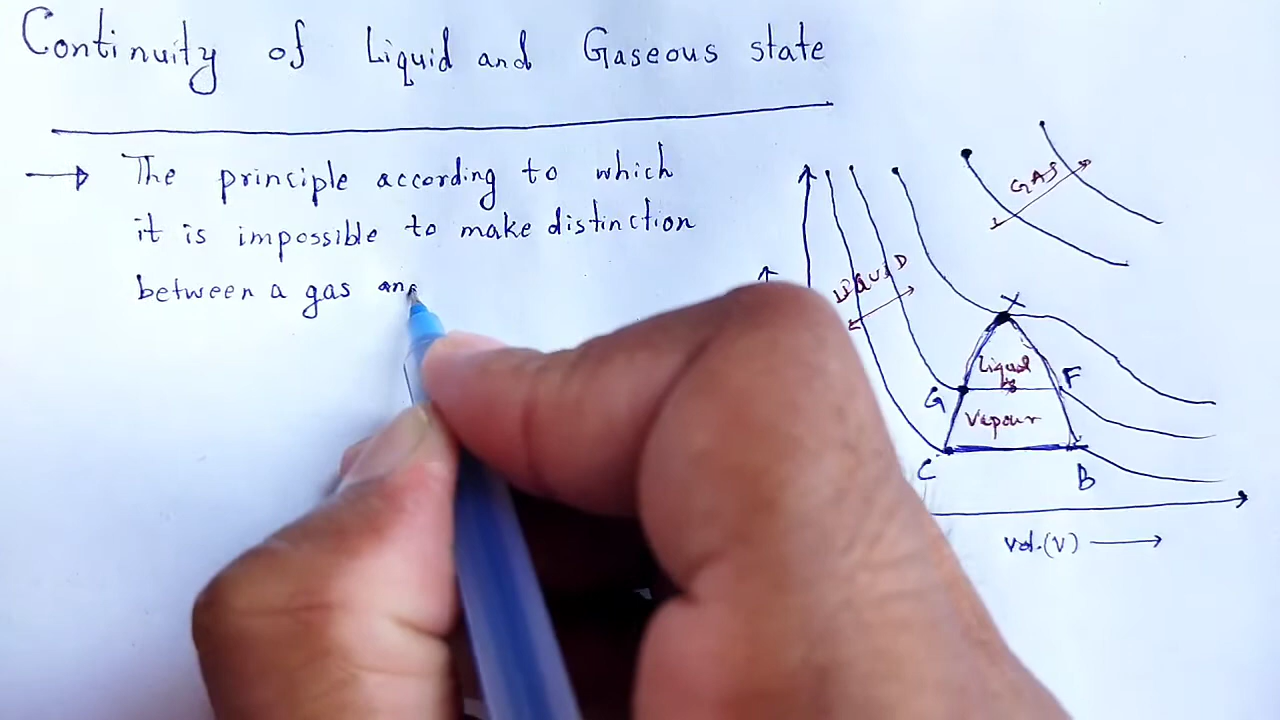 Continuity of Liquid and Gaseous state
The principle according to which
it is impossible to make distinction
between a gas an
GAS
LIQUID
X
Liquid
G
F
Vapour
C
B
Vol.(V)